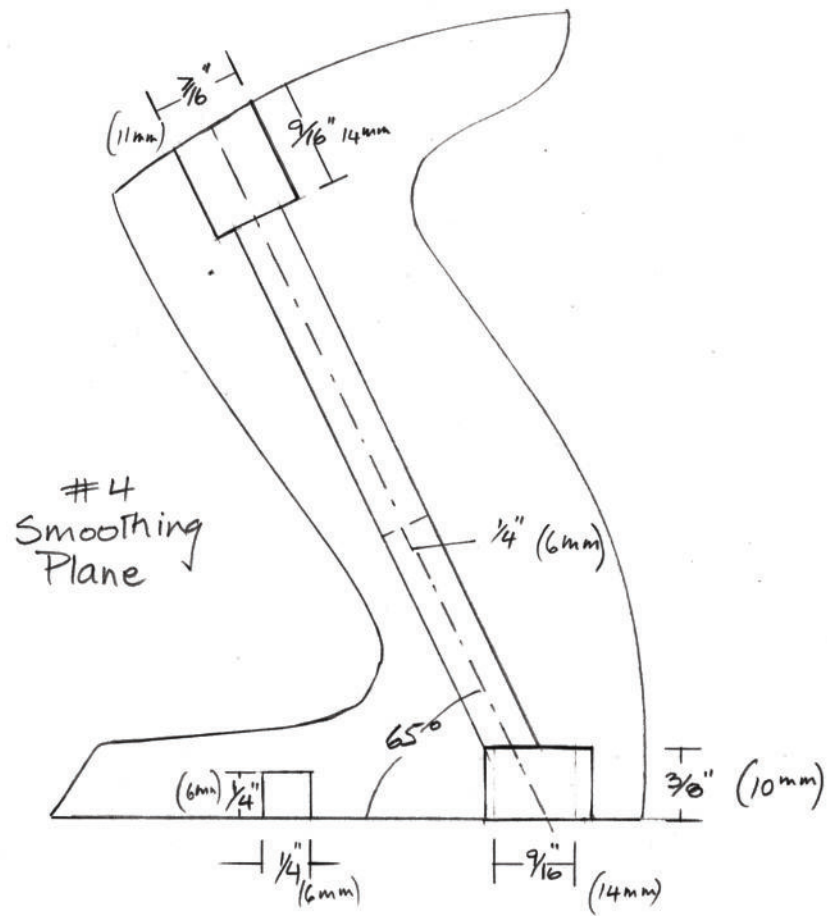 7/16"
(11mm)
9/16" 14mm
#4
Smoothing
Plane
1/4" (6mm)
65°
(6mm) 1/4"
3/8" (10mm)
1/4"
(6mm)
9/16"
(14mm)